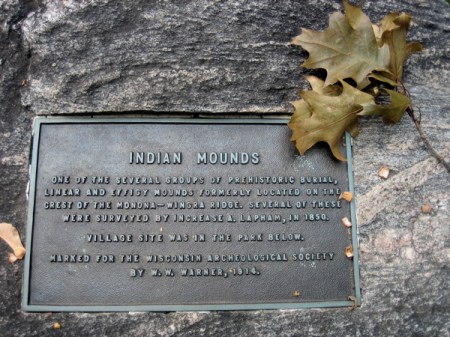 INDIAN MOUNDS
ONE OF THE SEVERAL GROUPS OF PREHISTORIC BURIAL,
LINEAR AND EFFIGY MOUNDS FORMERLY LOCATED ON THE
CREST OF THE MONONA-WINGRA RIDGE. SEVERAL OF THESE
WERE SURVEYED BY INCREASE A. LAPHAM, IN 1850.
VILLAGE SITE WAS IN THE PARK BELOW.
MARKED FOR THE WISCONSIN ARCHEOLOGICAL SOCIETY
BY W. W. WARNER, 1914.